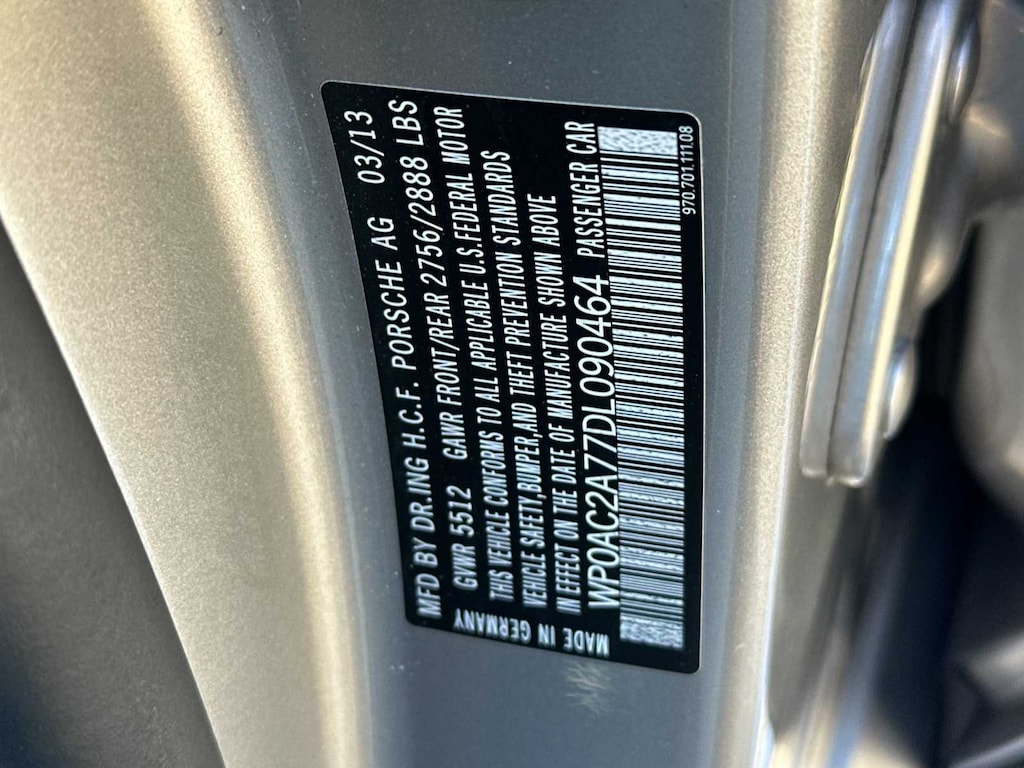 MFD BY DR.ING H.C.F. PORSCHE AG 03/13
GVWR 5512 GAWR FRONT/REAR 2756/2888 LBS
THIS VEHICLE CONFORMS TO ALL APPLICABLE U.S.FEDERAL MOTOR
VEHICLE SAFETY,BUMPER,AND THEFT PREVENTION STANDARDS
IN EFFECT ON THE DATE OF MANUFACTURE SHOWN ABOVE
WP0AC2A77DL090464 PASSENGER CAR
MADE IN GERMANY
970.701.111.08